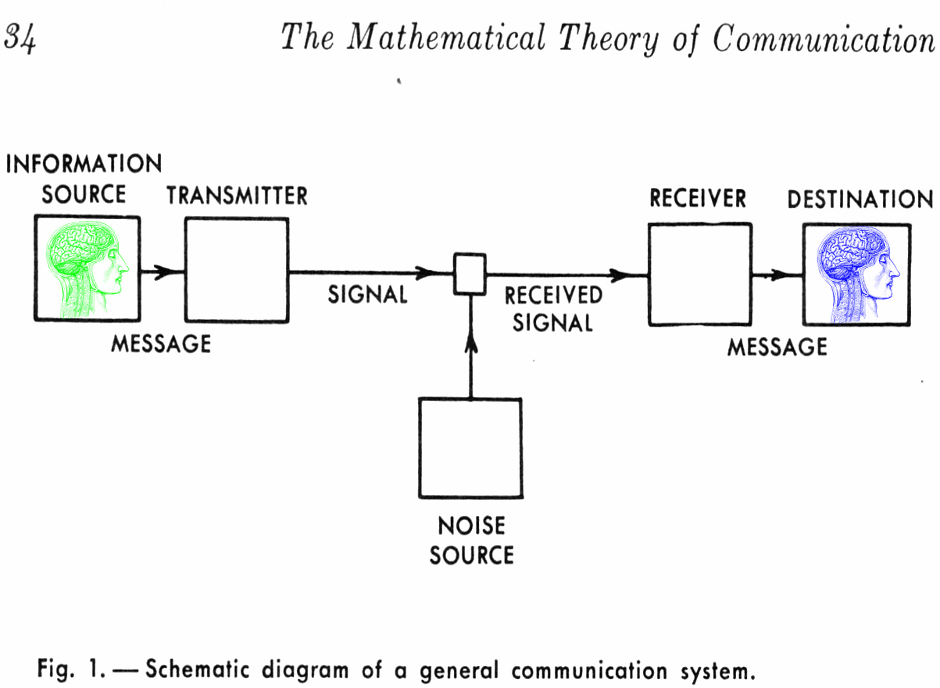 34 The Mathematical Theory of Communication
INFORMATION
SOURCE TRANSMITTER RECEIVER DESTINATION
SIGNAL RECEIVED
SIGNAL
MESSAGE MESSAGE
NOISE
SOURCE
Fig. 1. — Schematic diagram of a general communication system.